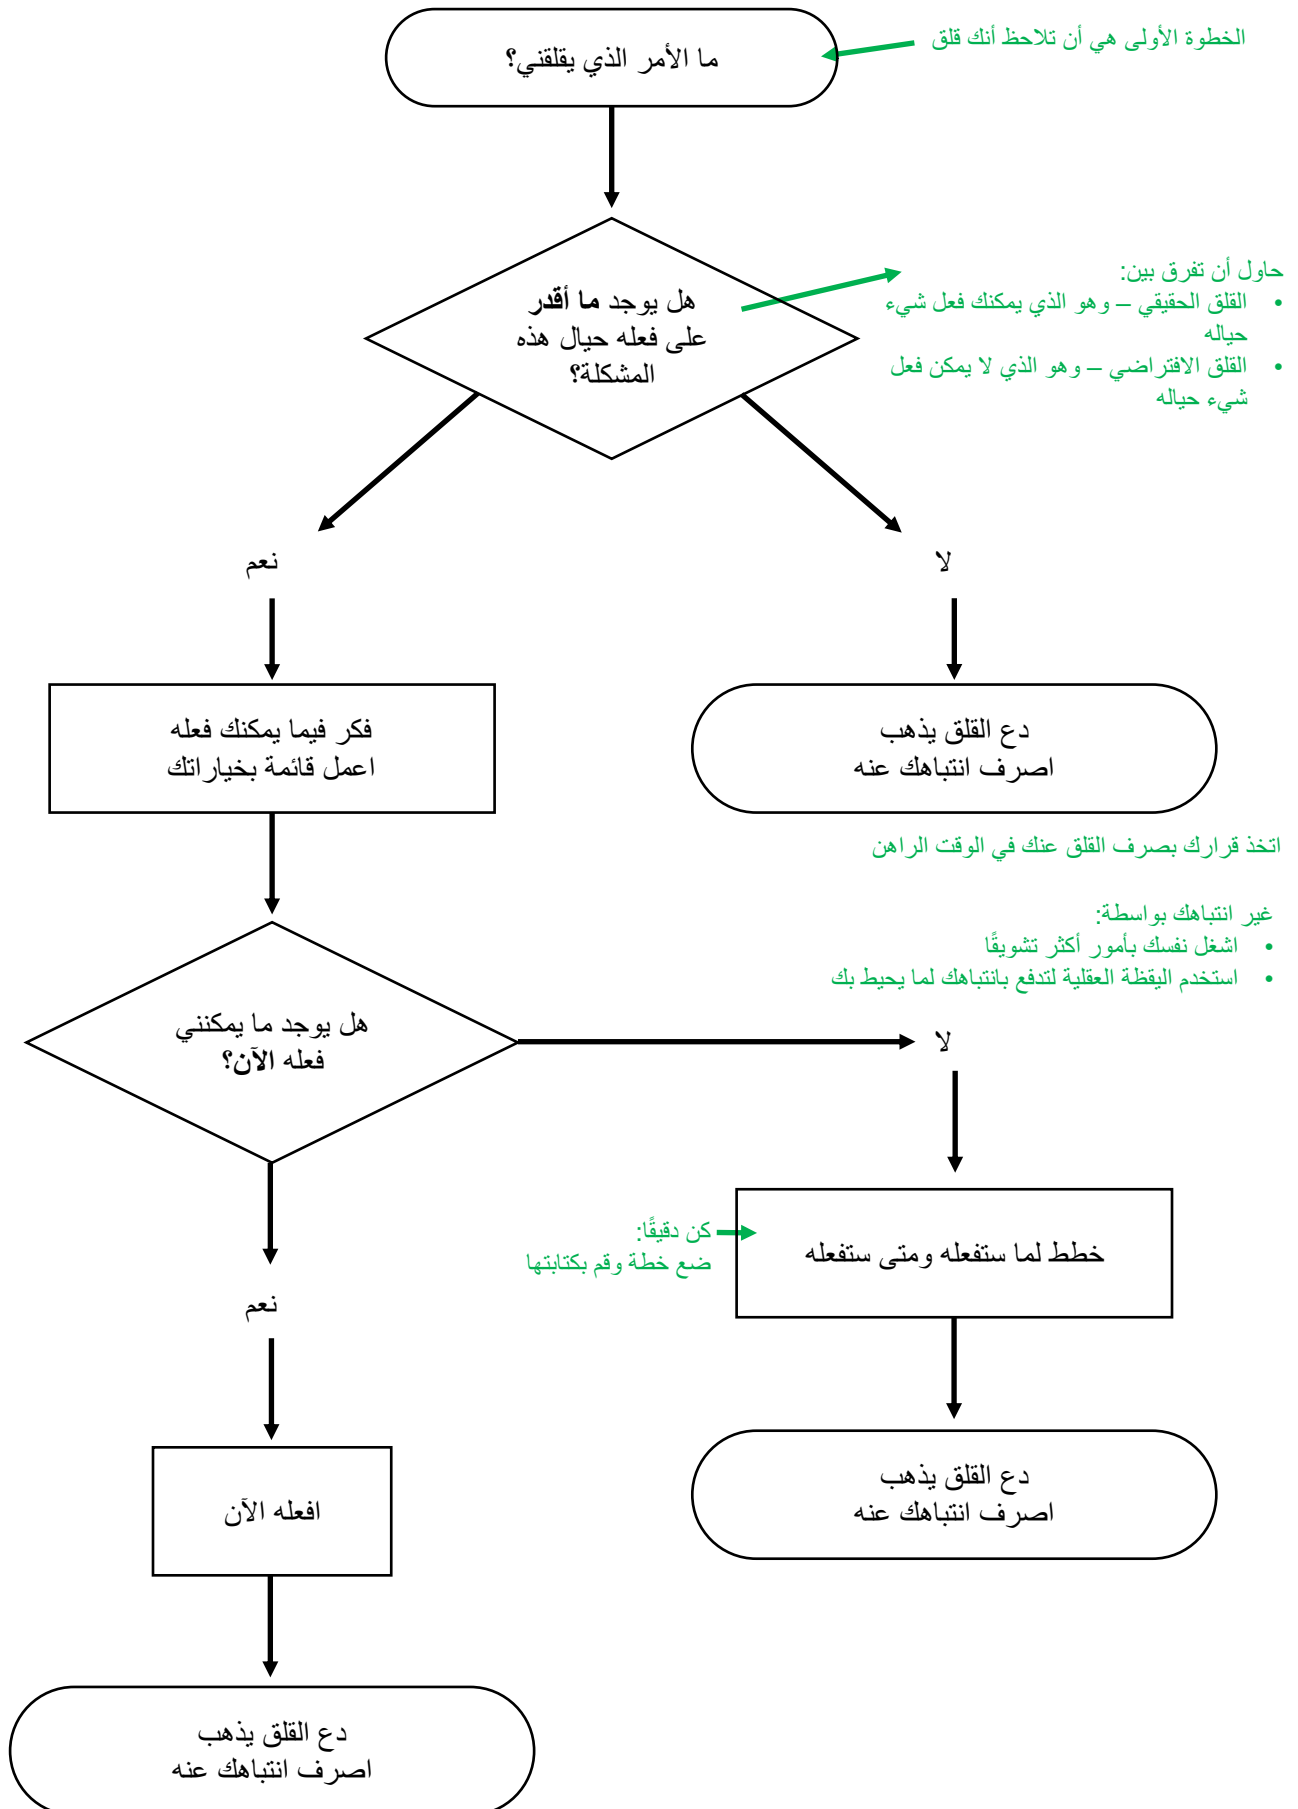 ما الأمر الذي يقلقني؟
الخطوة الأولى هي أن تلاحظ أنك قلق
هل يوجد ما أقدر
على فعله حيال هذه
المشكلة؟
حاول أن تفرق بين:
• القلق الحقيقي – وهو الذي يمكنك فعل شيء
حياله
• القلق الافتراضي – وهو الذي لا يمكن فعل
شيء حياله
لا
نعم
دع القلق يذهب
اصرف انتباهك عنه
فكر فيما يمكنك فعله
اعمل قائمة بخياراتك
اتخذ قرارك بصرف القلق عنك في الوقت الراهن
غير انتباهك بواسطة:
• اشغل نفسك بأمور أكثر تشويقًا
• استخدم اليقظة العقلية لتدفع بانتباهك لما يحيط بك
هل يوجد ما يمكنني
فعله الآن؟
لا
خطط لما ستفعله ومتى ستفعله
كن دقيقًا:
ضع خطة وقم بكتابتها
نعم
دع القلق يذهب
اصرف انتباهك عنه
افعله الآن
دع القلق يذهب
اصرف انتباهك عنه